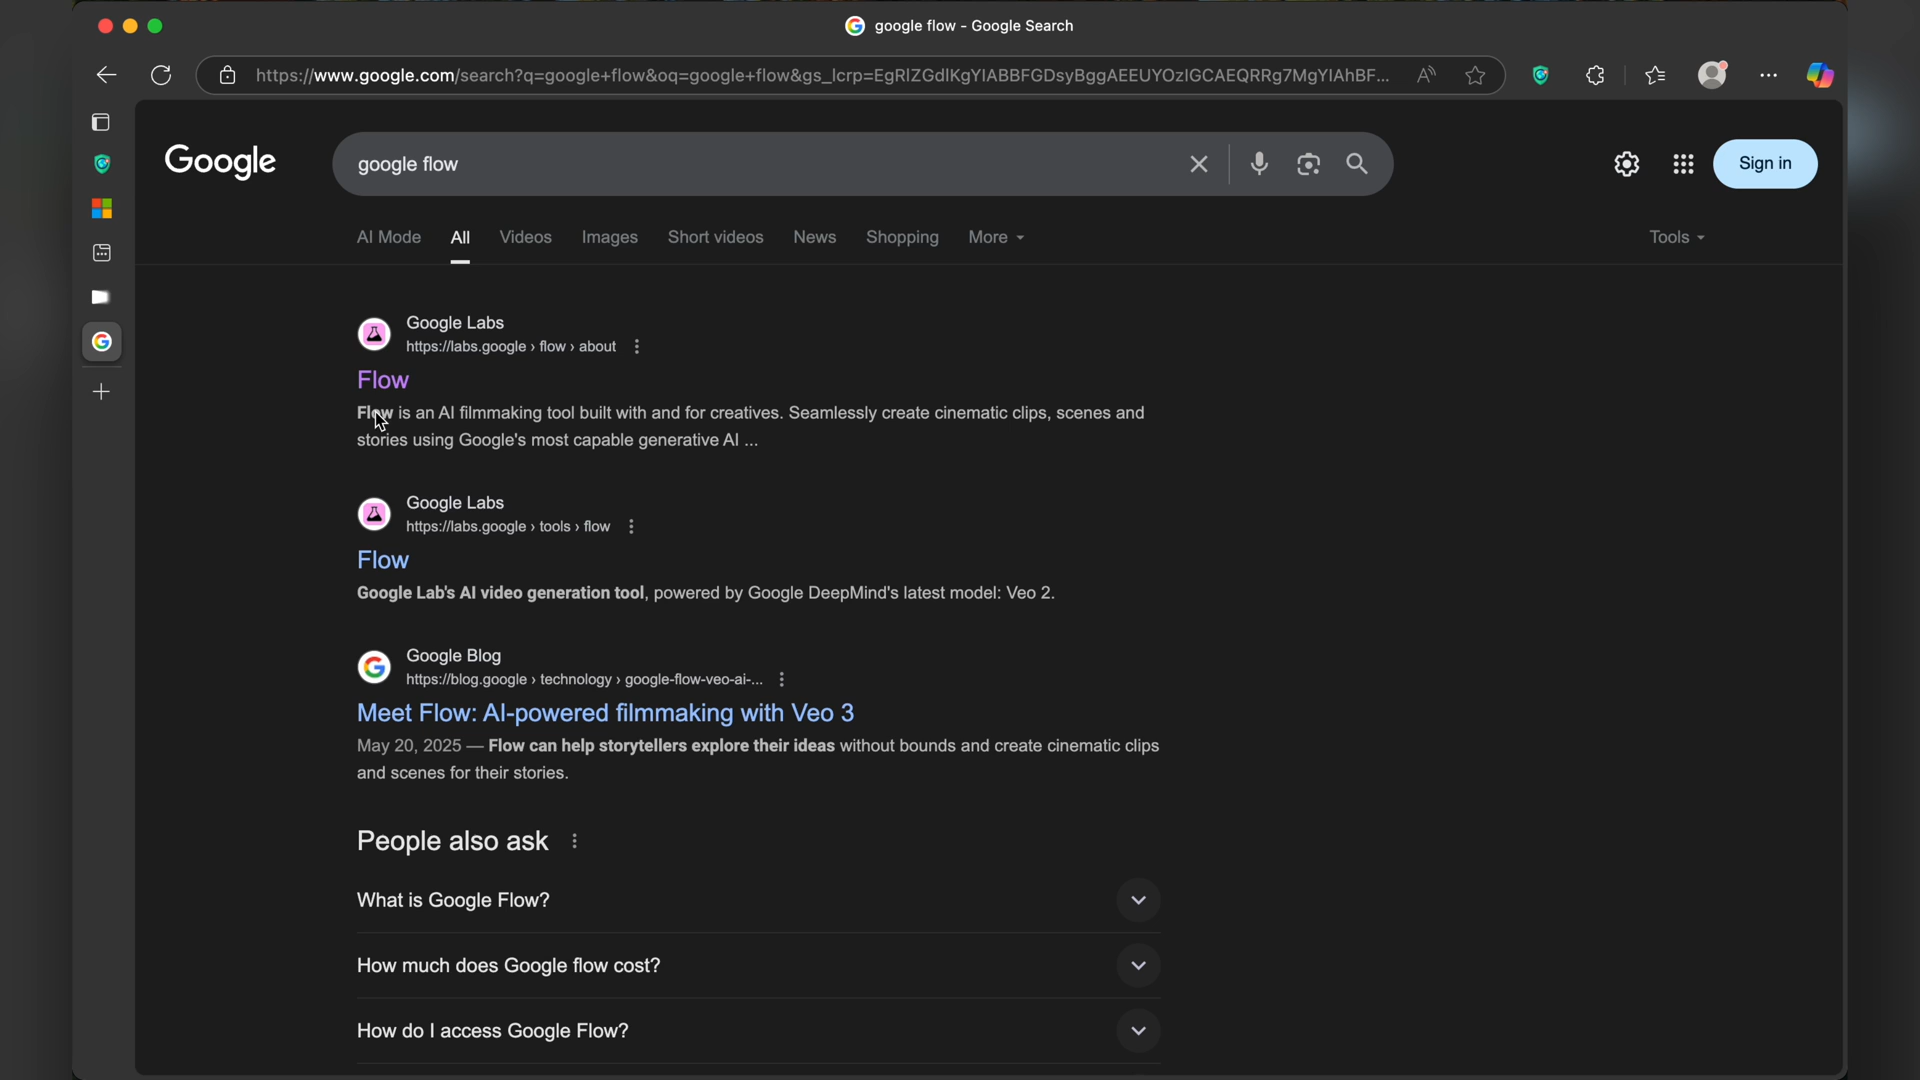 google flow - Google Search
https://www.google.com/search?q=google+flow&oq=google+flow&gs_lcrp=EgRlZGdlKgYIABBFGDsyBggAEEUYOzIGCAEQRRg7MgYIAhBF...
Google
google flow
Sign in
AI Mode
All
Videos
Images
Short videos
News
Shopping
More
Tools
Google Labs
https://labs.google › flow › about
Flow
Flow is an AI filmmaking tool built with and for creatives. Seamlessly create cinematic clips, scenes and
stories using Google's most capable generative AI ...
Google Labs
https://labs.google › tools › flow
Flow
Google Lab's AI video generation tool, powered by Google DeepMind's latest model: Veo 2.
Google Blog
https://blog.google › technology › google-flow-veo-ai-...
Meet Flow: AI-powered filmmaking with Veo 3
May 20, 2025 — Flow can help storytellers explore their ideas without bounds and create cinematic clips
and scenes for their stories.
People also ask
What is Google Flow?
How much does Google flow cost?
How do I access Google Flow?